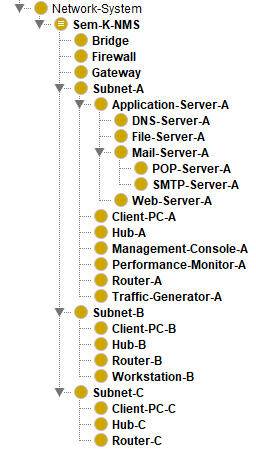 Network-System
Sem-K-NMS
Bridge
Firewall
Gateway
Subnet-A
Application-Server-A
DNS-Server-A
File-Server-A
Mail-Server-A
POP-Server-A
SMTP-Server-A
Web-Server-A
Client-PC-A
Hub-A
Management-Console-A
Performance-Monitor-A
Router-A
Traffic-Generator-A
Subnet-B
Client-PC-B
Hub-B
Router-B
Workstation-B
Subnet-C
Client-PC-C
Hub-C
Router-C